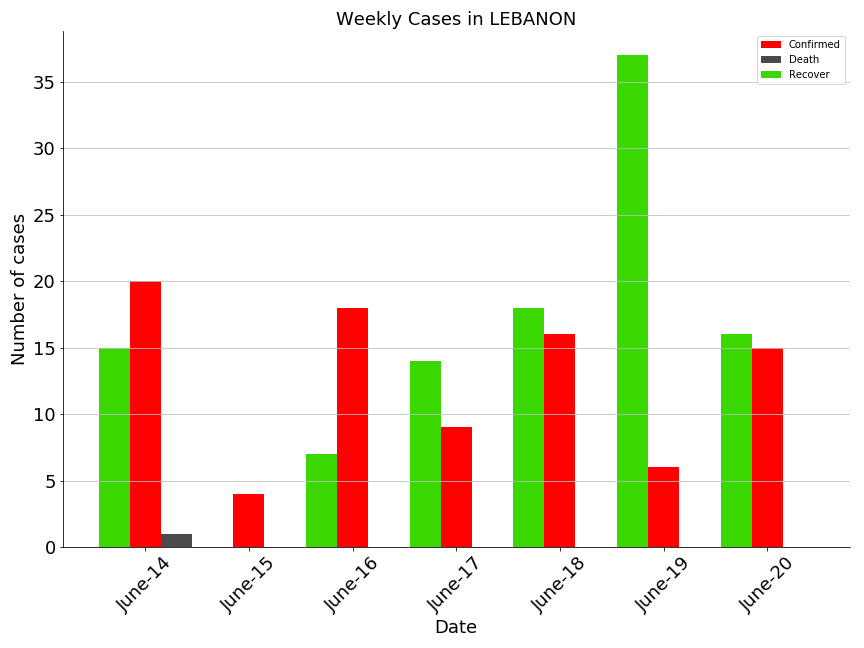 Weekly Cases in LEBANON
Confirmed
Death
Recover
Number of cases
35
30
25
20
15
10
5
0
June-14
June-15
June-16
June-17
June-18
June-19
June-20
Date